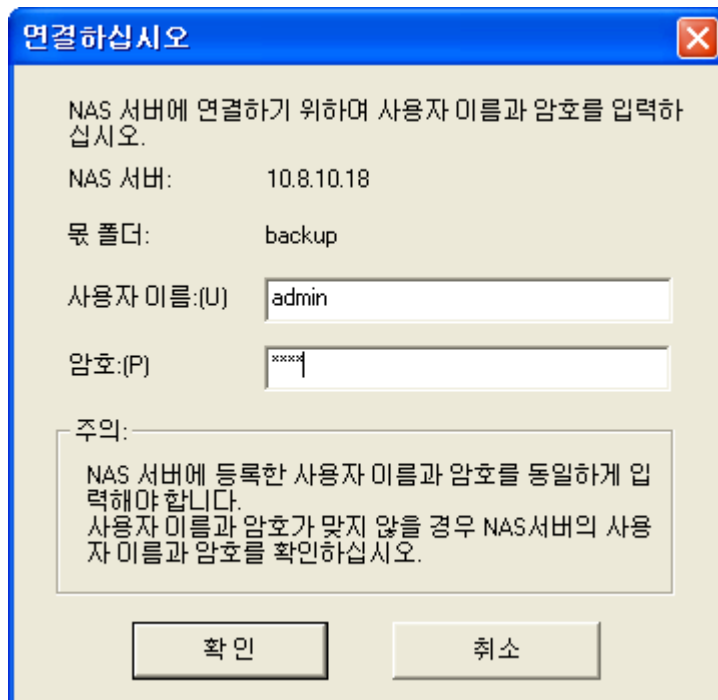 연결하십시오
NAS 서버에 연결하기 위하여 사용자 이름과 암호를 입력하
십시오.
NAS 서버: 10.8.10.18
몫 폴더: backup
사용자 이름:(U) admin
암호:(P) ****
주의:
NAS 서버에 등록한 사용자 이름과 암호를 동일하게 입
력해야 합니다.
사용자 이름과 암호가 맞지 않을 경우 NAS서버의 사용
자 이름과 암호를 확인하십시오.
확 인 취소